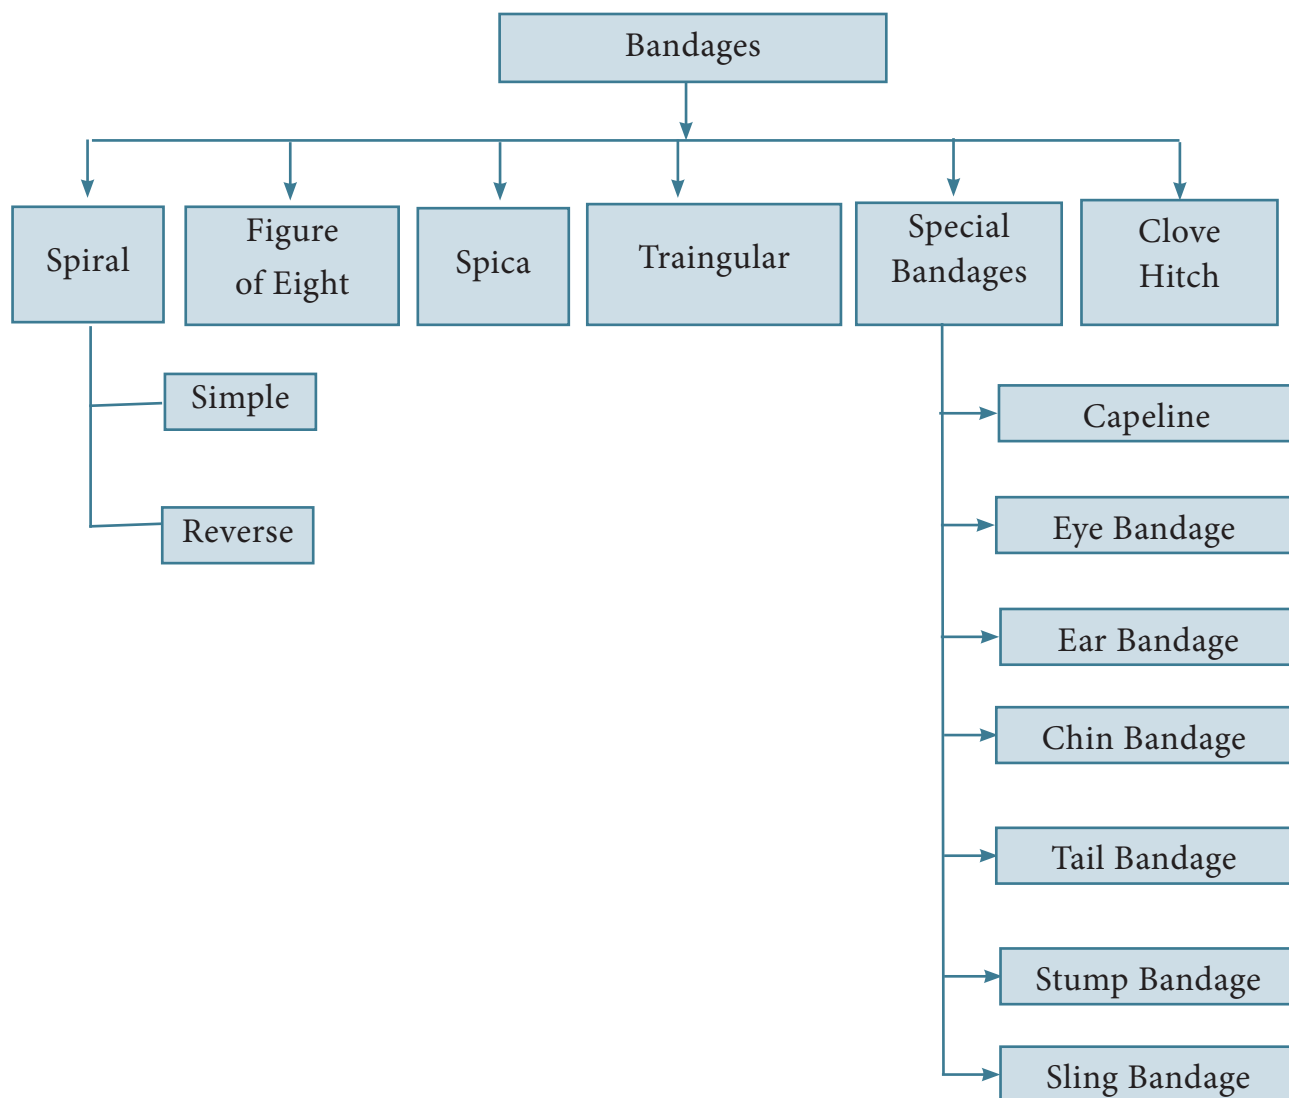 Bandages
Spiral
Figure
of Eight
Spica
Traingular
Special
Bandages
Clove
Hitch
Simple
Reverse
Capeline
Eye Bandage
Ear Bandage
Chin Bandage
Tail Bandage
Stump Bandage
Sling Bandage